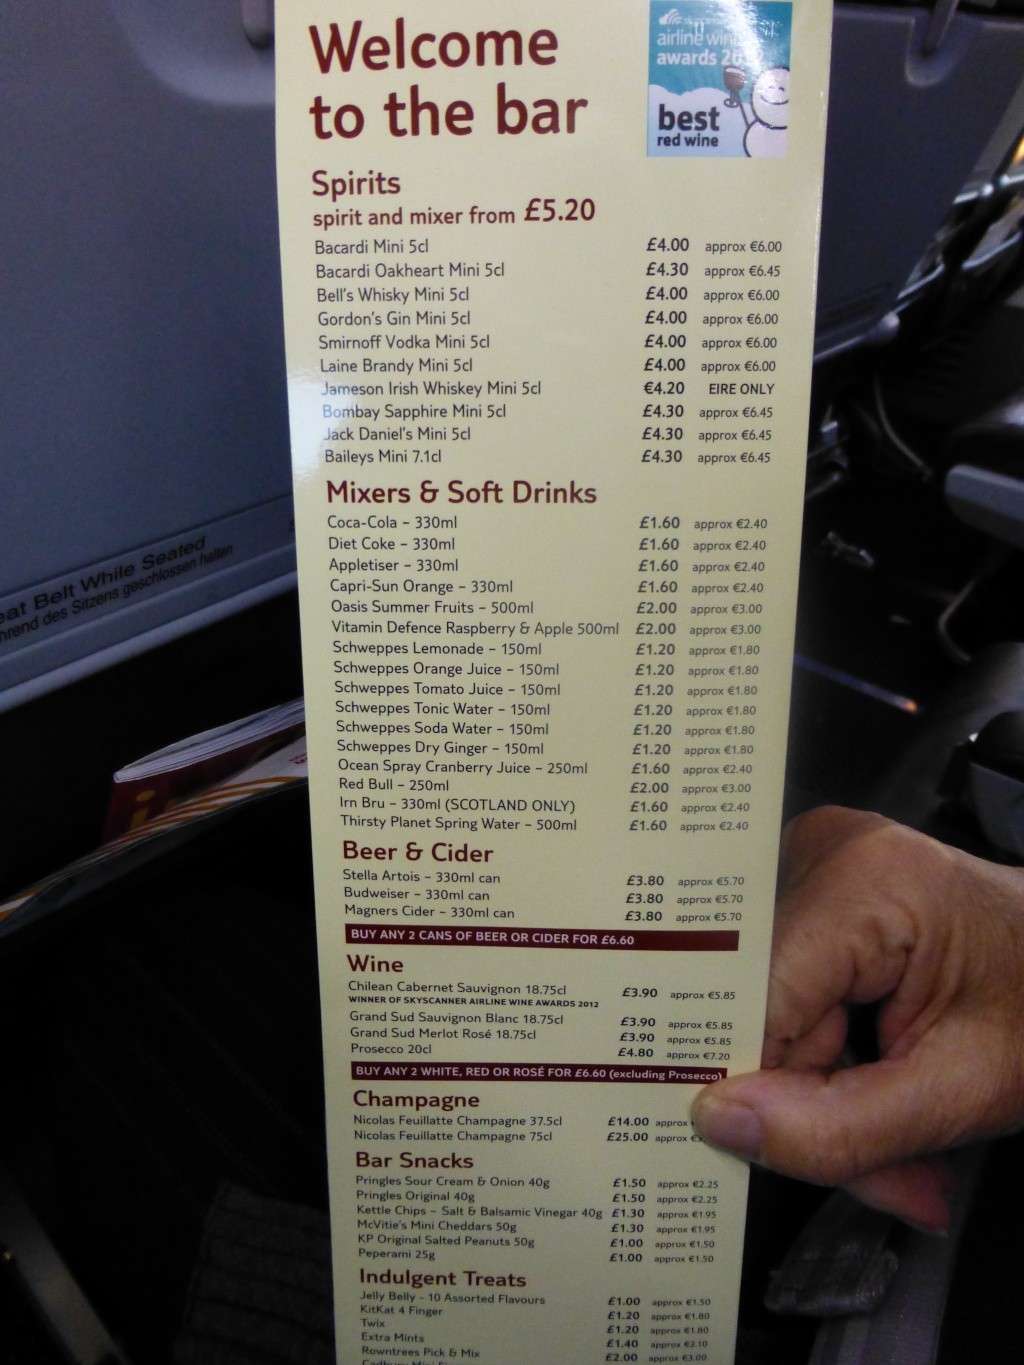 Welcome
to the bar
airline wine
awards
best
red wine
Spirits
spirit and mixer from £5.20
Bacardi Mini 5cl £4.00 approx €6.00
Bacardi Oakheart Mini 5cl £4.30 approx €6.45
Bell's Whisky Mini 5cl £4.00 approx €6.00
Gordon's Gin Mini 5cl £4.00 approx €6.00
Smirnoff Vodka Mini 5cl £4.00 approx €6.00
Laine Brandy Mini 5cl £4.00 approx €6.00
Jameson Irish Whiskey Mini 5cl €4.20 EIRE ONLY
Bombay Sapphire Mini 5cl £4.30 approx €6.45
Jack Daniel's Mini 5cl £4.30 approx €6.45
Baileys Mini 7.1cl £4.30 approx €6.45
Mixers & Soft Drinks
Coca-Cola – 330ml £1.60 approx €2.40
Diet Coke – 330ml £1.60 approx €2.40
Appletiser – 330ml £1.60 approx €2.40
Capri-Sun Orange – 330ml £1.60 approx €2.40
Oasis Summer Fruits – 500ml £2.00 approx €3.00
Vitamin Defence Raspberry & Apple 500ml £2.00 approx €3.00
Schweppes Lemonade – 150ml £1.20 approx €1.80
Schweppes Orange Juice – 150ml £1.20 approx €1.80
Schweppes Tomato Juice – 150ml £1.20 approx €1.80
Schweppes Tonic Water – 150ml £1.20 approx €1.80
Schweppes Soda Water – 150ml £1.20 approx €1.80
Schweppes Dry Ginger – 150ml £1.20 approx €1.80
Ocean Spray Cranberry Juice – 250ml £1.60 approx €2.40
Red Bull – 250ml £2.00 approx €3.00
Irn Bru – 330ml (SCOTLAND ONLY) £1.60 approx €2.40
Thirsty Planet Spring Water – 500ml £1.60 approx €2.40
Beer & Cider
Stella Artois – 330ml can £3.80 approx €5.70
Budweiser – 330ml can £3.80 approx €5.70
Magners Cider – 330ml can £3.80 approx €5.70
BUY ANY 2 CANS OF BEER OR CIDER FOR £6.60
Wine
Chilean Cabernet Sauvignon 18.75cl £3.90 approx €5.85
WINNER OF SKYSCANNER AIRLINE WINE AWARDS 2012
Grand Sud Sauvignon Blanc 18.75cl £3.90 approx €5.85
Grand Sud Merlot Rosé 18.75cl £3.90 approx €5.85
Prosecco 20cl £4.80 approx €7.20
BUY ANY 2 WHITE, RED OR ROSÉ FOR £6.60 (excluding Prosecco)
Champagne
Nicolas Feuillatte Champagne 37.5cl £14.00 approx
Nicolas Feuillatte Champagne 75cl £25.00 approx
Bar Snacks
Pringles Sour Cream & Onion 40g £1.50 approx €2.25
Pringles Original 40g £1.50 approx €2.25
Kettle Chips – Salt & Balsamic Vinegar 40g £1.30 approx €1.95
McVitie's Mini Cheddars 50g £1.30 approx €1.95
KP Original Salted Peanuts 50g £1.00 approx €1.50
Peperami 25g £1.00 approx €1.50
Indulgent Treats
Jelly Belly – 10 Assorted Flavours £1.00 approx €1.50
KitKat 4 Finger £1.20 approx €1.80
Twix £1.20 approx €1.80
Extra Mints £1.40 approx €2.10
Rowntrees Pick & Mix £2.00 approx €3.00
Belt While Seated
des Sitzens geschlossen halten